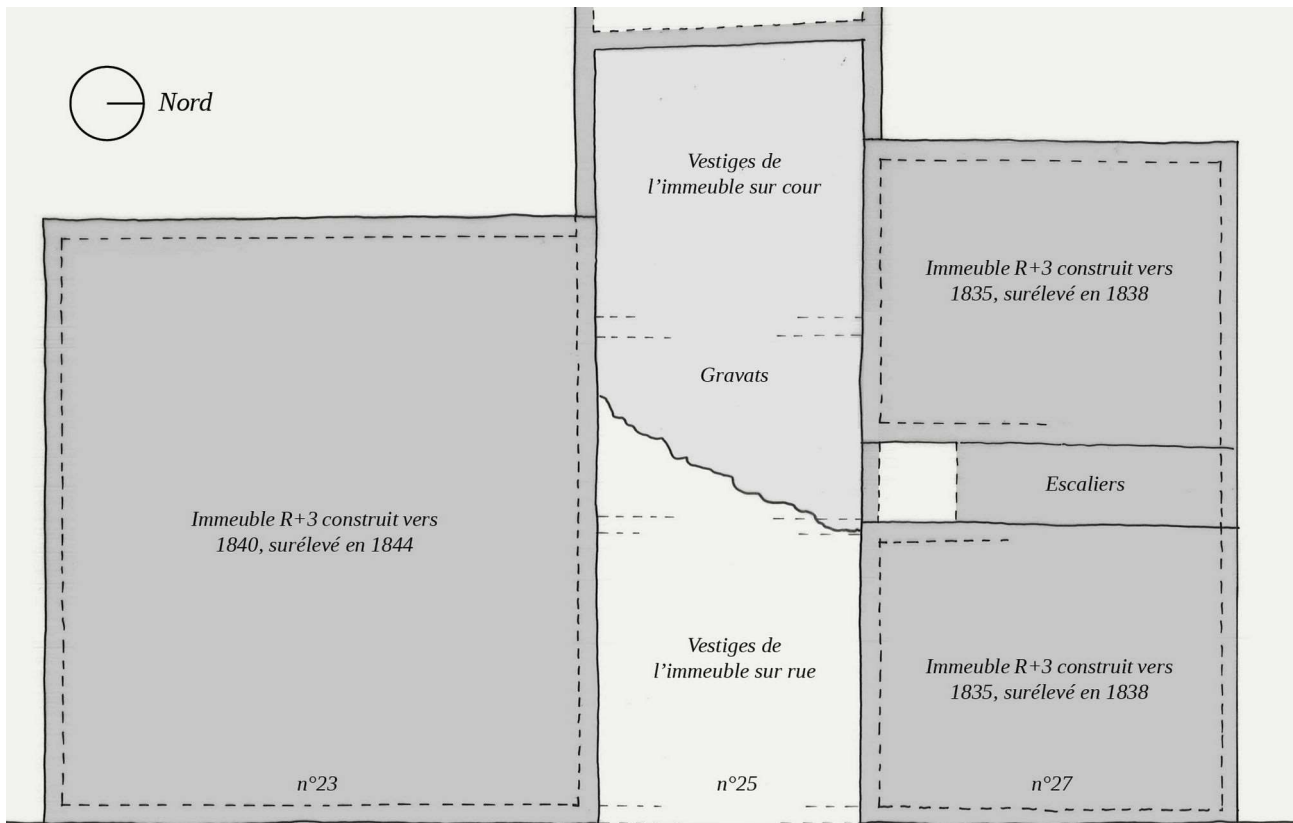 Nord
Vestiges de
l’immeuble sur cour
Immeuble R+3 construit vers
1835, surélevé en 1838
Gravats
Escaliers
Immeuble R+3 construit vers
1840, surélevé en 1844
Vestiges de
l’immeuble sur rue
Immeuble R+3 construit vers
1835, surélevé en 1838
n°23
n°25
n°27